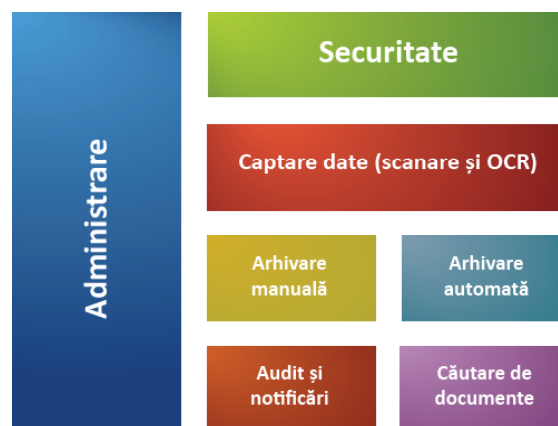 Administrare
Securitate
Captare date (scanare și OCR)
Arhivare
manuală
Arhivare
automată
Audit și
notificări
Căutare de
documente